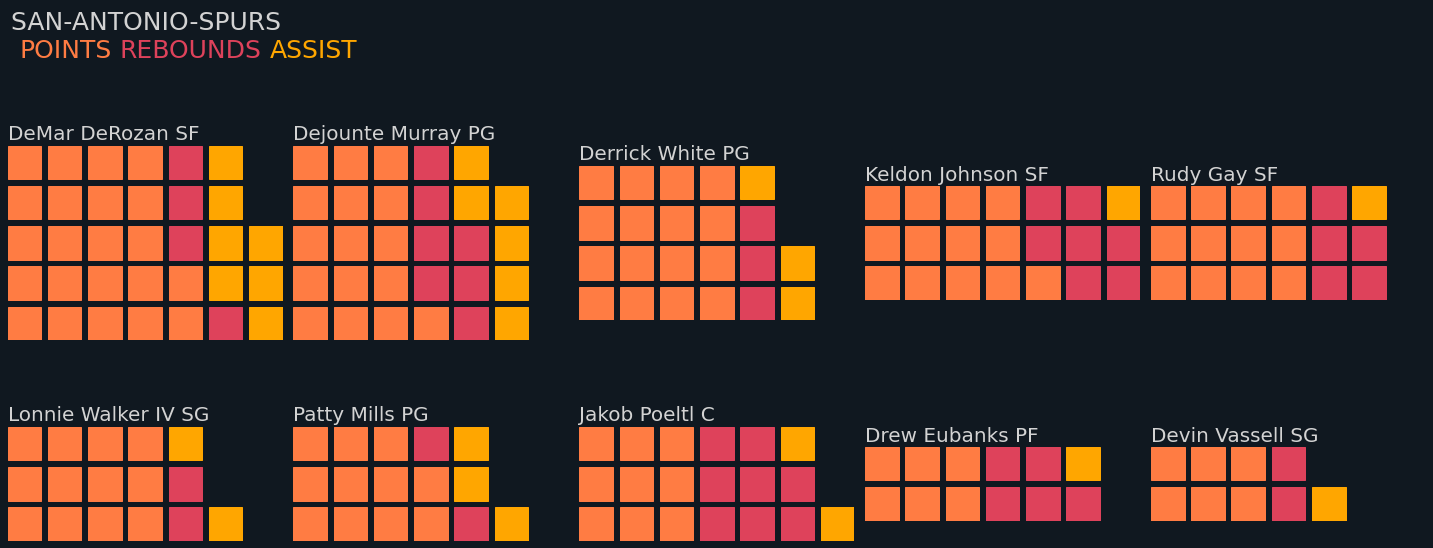 SAN-ANTONIO-SPURS
POINTS REBOUNDS ASSIST
DeMar DeRozan SF
Dejounte Murray PG
Derrick White PG
Keldon Johnson SF
Rudy Gay SF
Lonnie Walker IV SG
Patty Mills PG
Jakob Poeltl C
Drew Eubanks PF
Devin Vassell SG